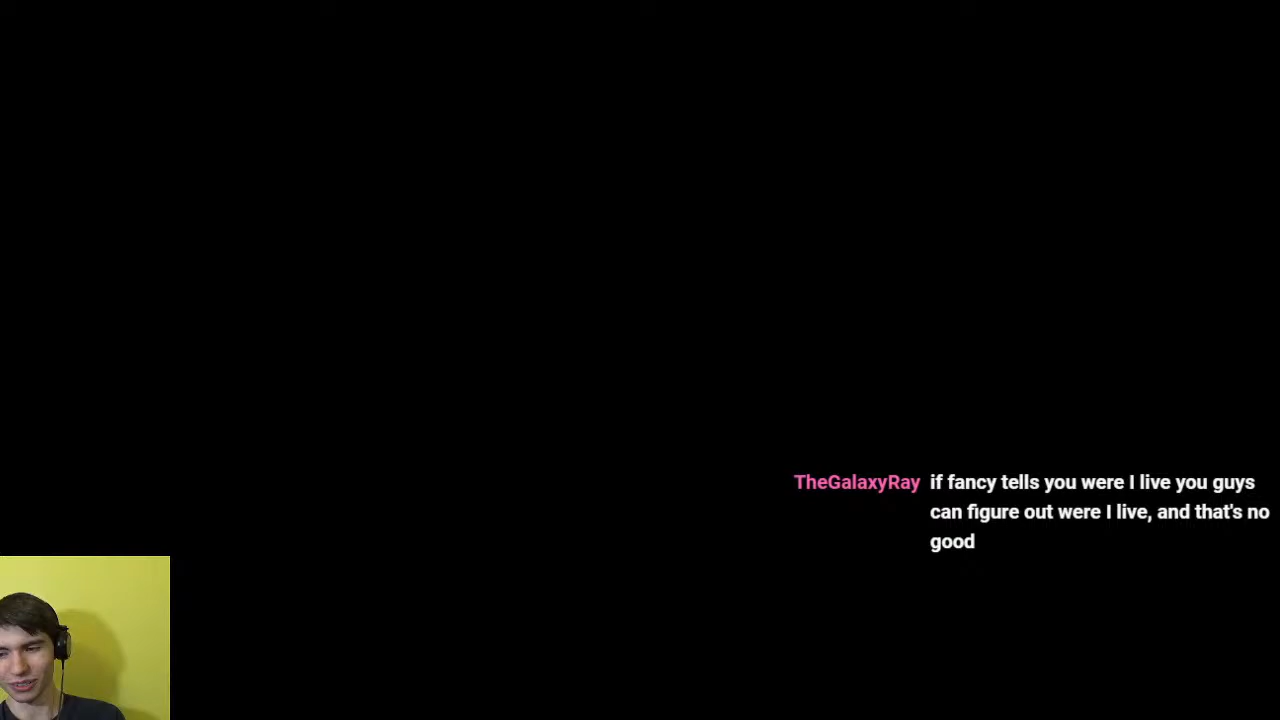 TheGalaxyRay if fancy tells you were I live you guys
can figure out were I live, and that's no
good